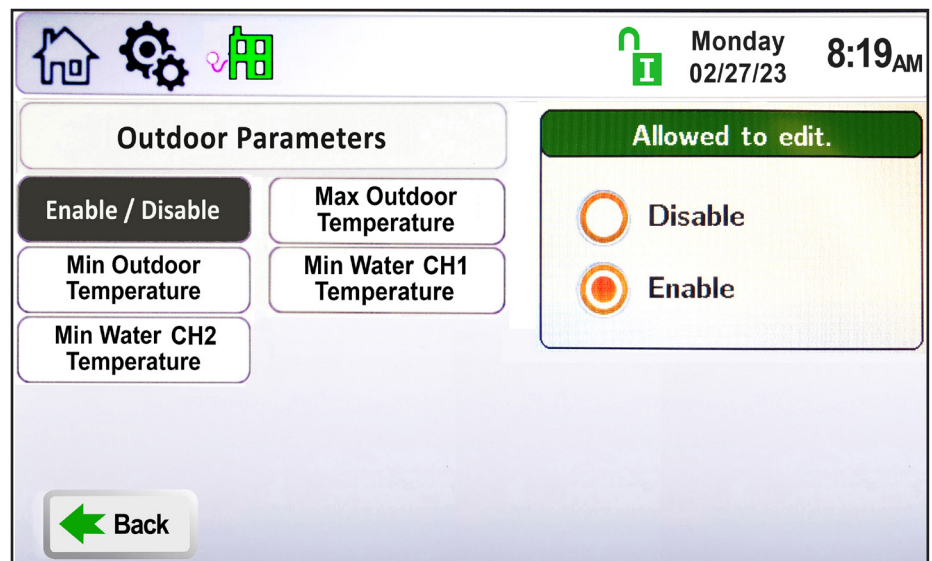 Monday
02/27/23
8:19AM
Outdoor Parameters
Allowed to edit.
Enable / Disable
Max Outdoor
Temperature
Min Outdoor
Temperature
Min Water CH1
Temperature
Min Water CH2
Temperature
Disable
Enable
I
Back